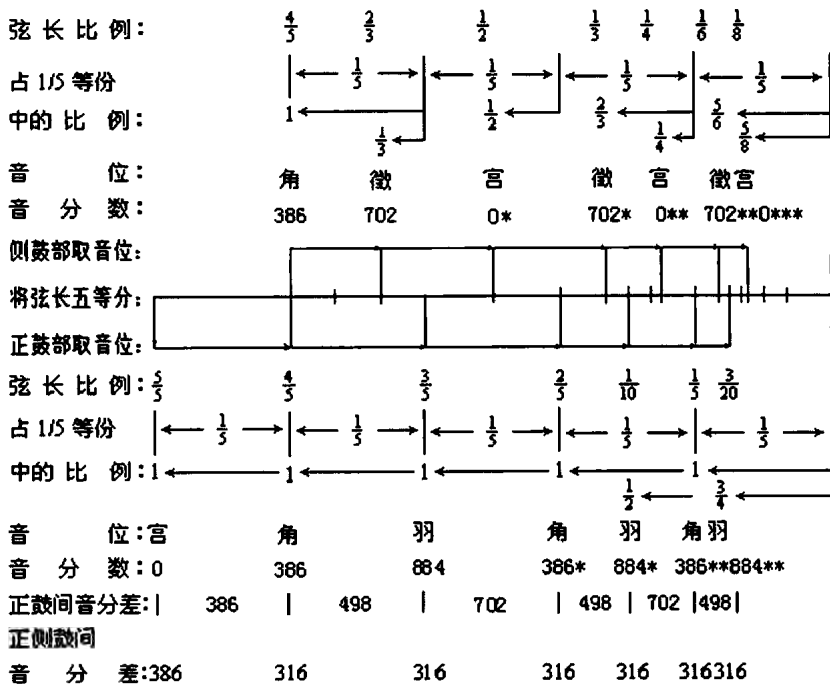 弦长比例: 4/5 2/3 1/2 1/3 1/4 1/6 1/8
占1/5等份 1/5 1/5 1/5 1/5
中的比例: 1 1/2 2/3 5/6
1/3 1/4 5/8
音位: 角 徵 宫 徵 宫 徵宫
音分数: 386 702 0* 702* 0** 702**0***
侧鼓部取音位:
将弦长五等分:
正鼓部取音位:
弦长比例: 5/5 4/5 3/5 2/5 1/10 1/5 3/20
占1/5等份 1/5 1/5 1/5 1/5 1/5
中的比例:1 1 1 1 1
1/2 3/4
音位:宫 角 羽 角 羽 角羽
音分数:0 386 884 386* 884* 386**884**
正鼓间音分差:| 386 | 498 | 702 | 498 | 702 |498|
正侧鼓间
音分差:386 316 316 316 316 316316